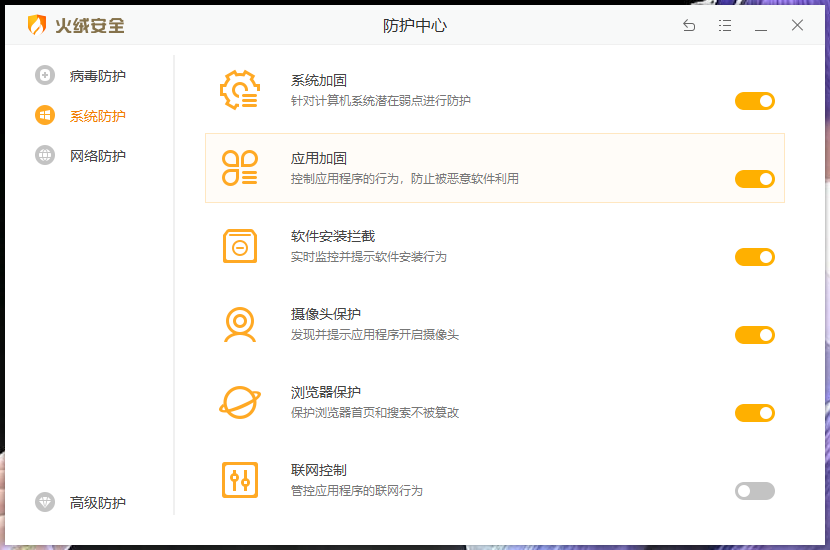 火绒安全
防护中心
病毒防护
系统防护
网络防护
高级防护
系统加固
针对计算机系统潜在弱点进行防护
应用加固
控制应用程序的行为，防止被恶意软件利用
软件安装拦截
实时监控并提示软件安装行为
摄像头保护
发现并提示应用程序开启摄像头
浏览器保护
保护浏览器首页和搜索不被篡改
联网控制
管控应用程序的联网行为